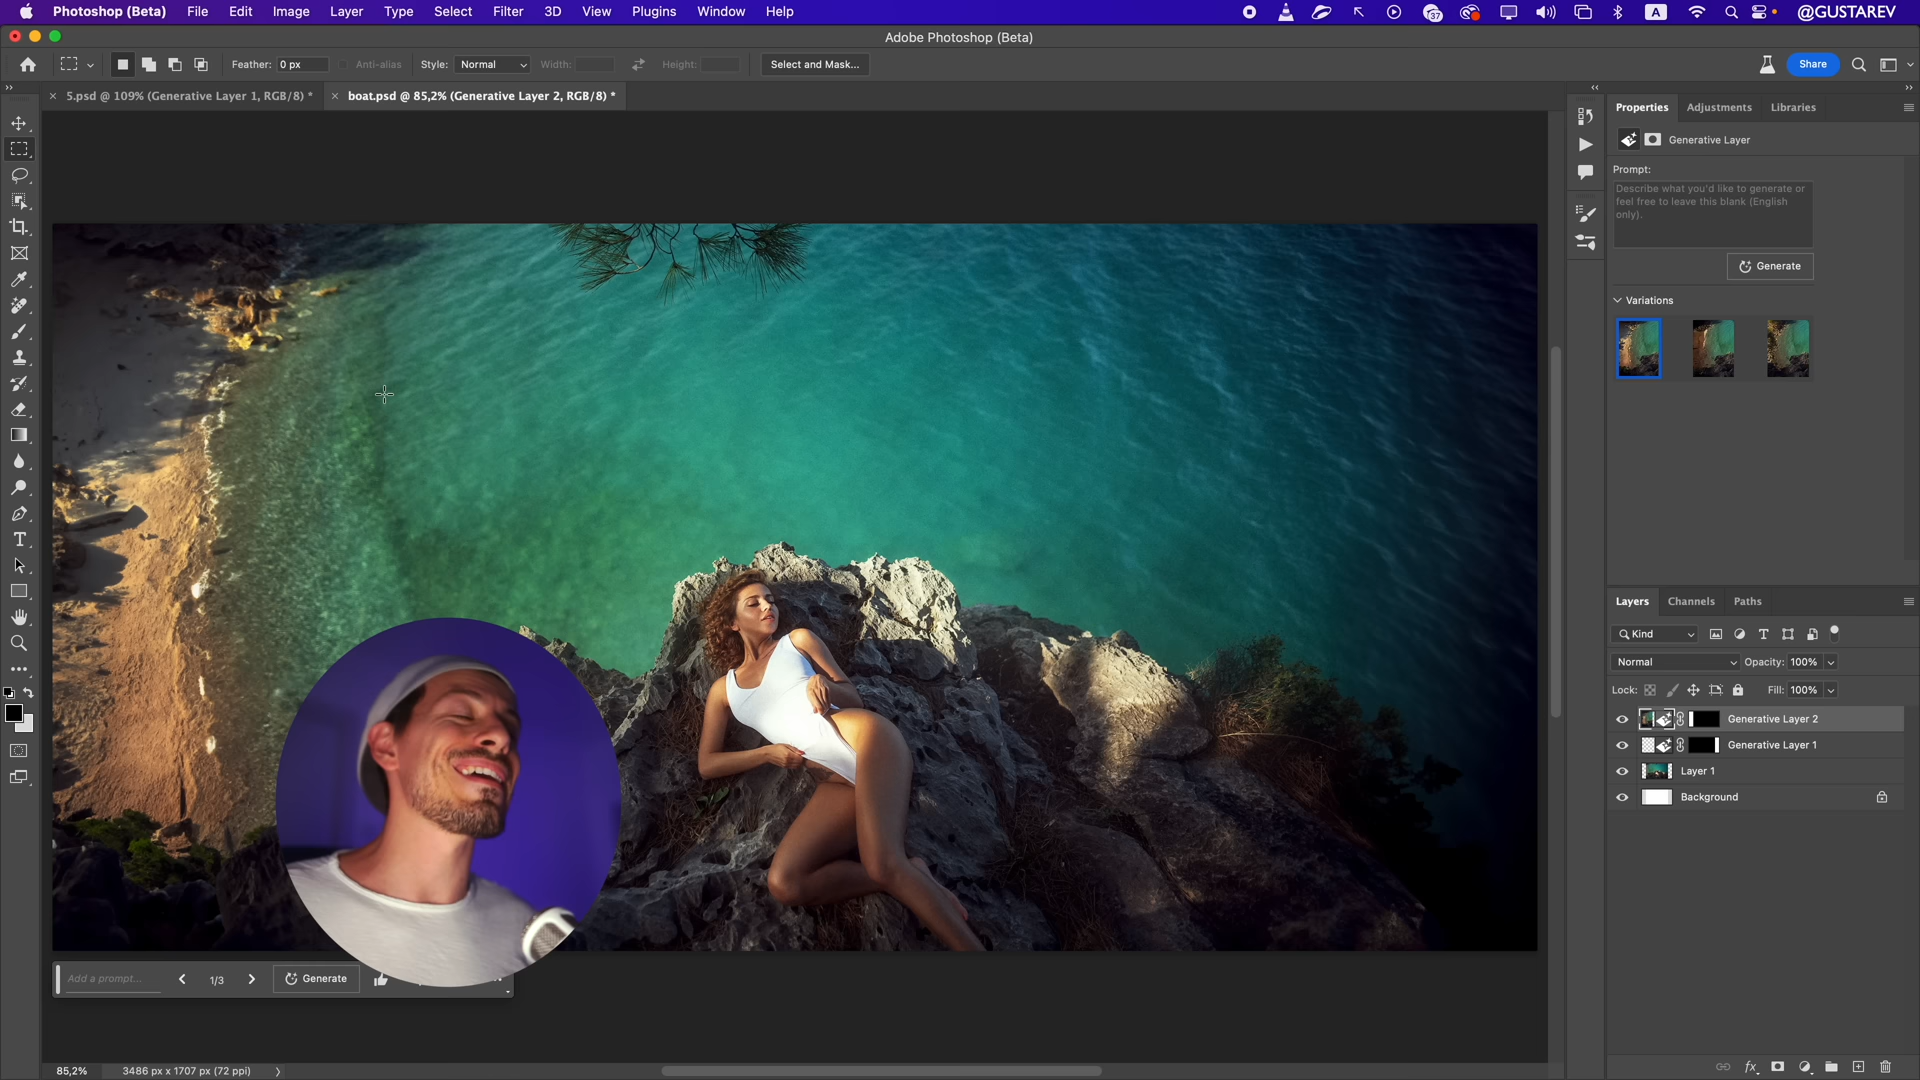 Photoshop (Beta) File Edit Image Layer Type Select Filter 3D View Plugins Window Help 37 A @GUSTAREV
Adobe Photoshop (Beta)
Feather: 0 px Anti-alias Style: Normal Width: Height: Select and Mask... Share
5.psd @ 109% (Generative Layer 1, RGB/8) * boat.psd @ 85,2% (Generative Layer 2, RGB/8) *
Properties Adjustments Libraries
Generative Layer
Prompt:
Describe what you'd like to generate or
feel free to leave this blank (English
only).
Generate
Variations
Layers Channels Paths
Kind
Normal Opacity: 100%
Lock: Fill: 100%
Generative Layer 2
Generative Layer 1
Layer 1
Background
Add a prompt... 1/3 Generate
85,2% 3486 px x 1707 px (72 ppi)